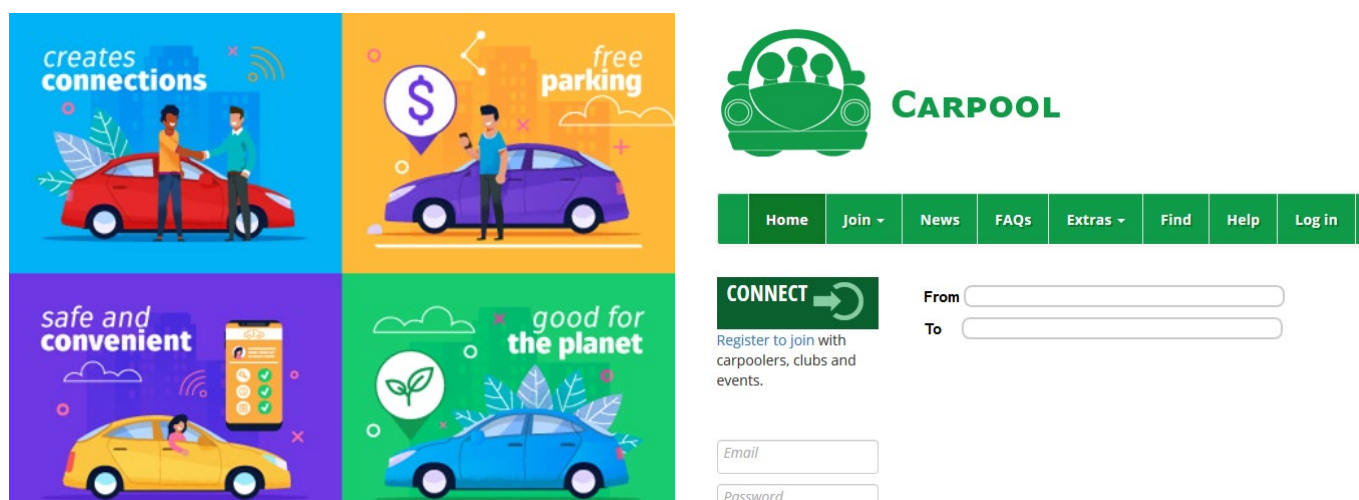 creates
connections
free
parking
$
safe and
convenient
good for
the planet
CARPOOL
Home Join News FAQs Extras Find Help Log in
CONNECT
From
To
Register to join with
carpoolers, clubs and
events.
Email
Password